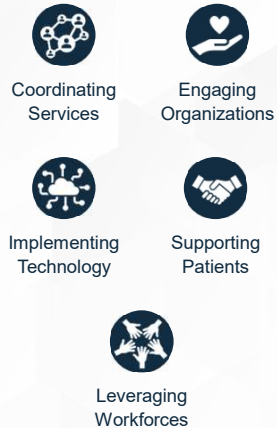 Coordinating
Services
Engaging
Organizations
Implementing
Technology
Supporting
Patients
Leveraging
Workforces